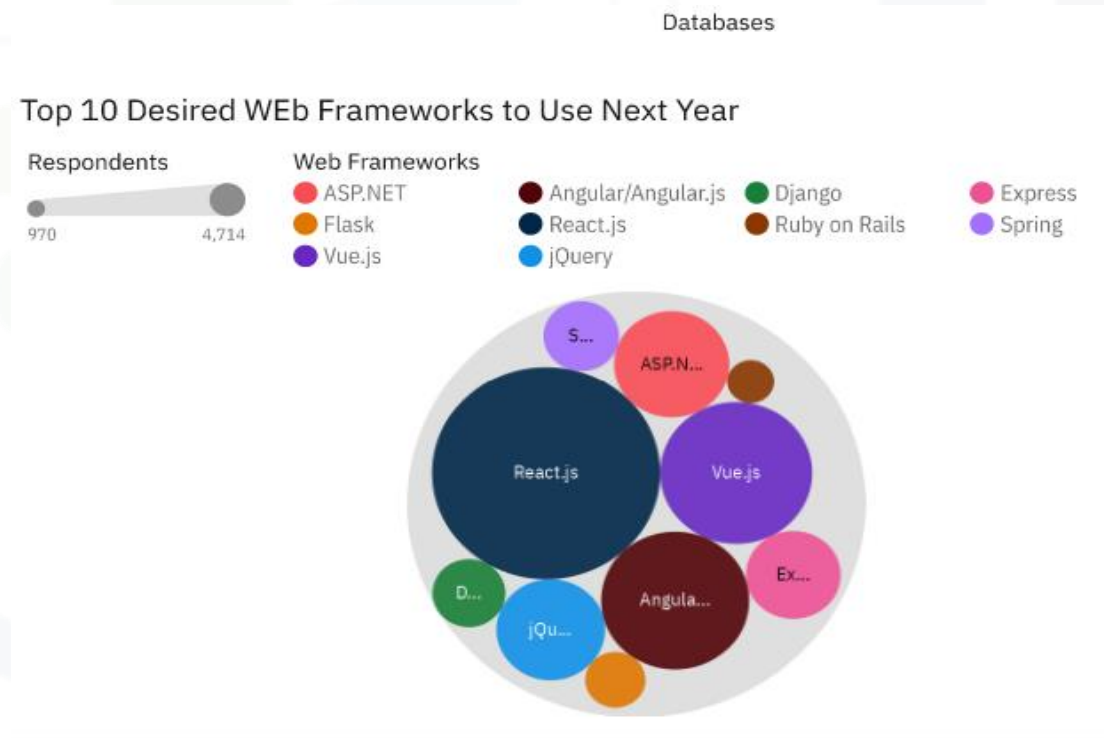 Databases
Top 10 Desired WEb Frameworks to Use Next Year
Respondents
970 4,714
Web Frameworks
ASP.NET Angular/Angular.js Django Express
Flask React.js Ruby on Rails Spring
Vue.js jQuery
S...
ASP.N...
React.js
Vue.js
D...
jQu...
Angula...
Ex...